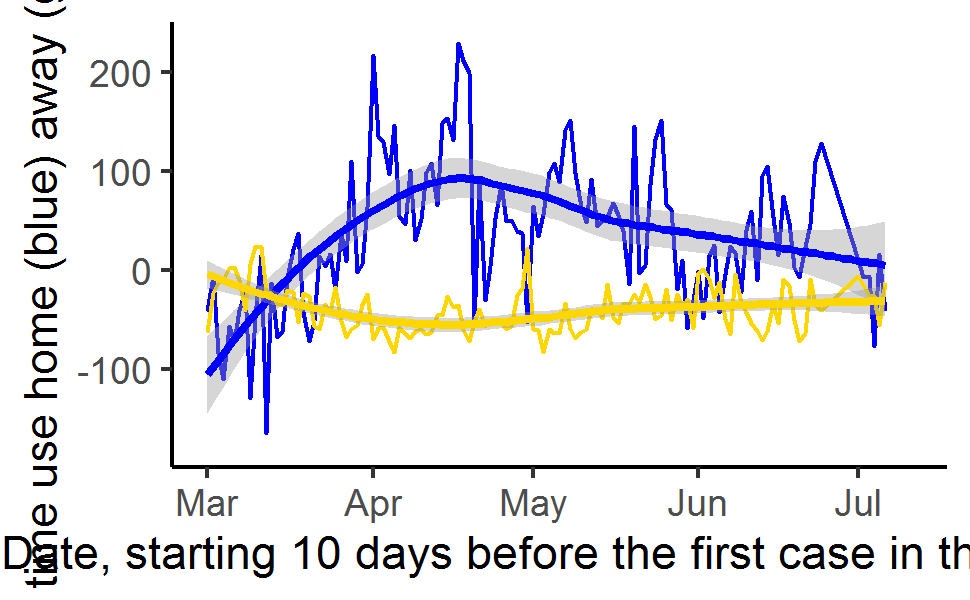 time use home (blue) away (
200
100
0
-100
Mar Apr May Jun Jul
Date, starting 10 days before the first case in th